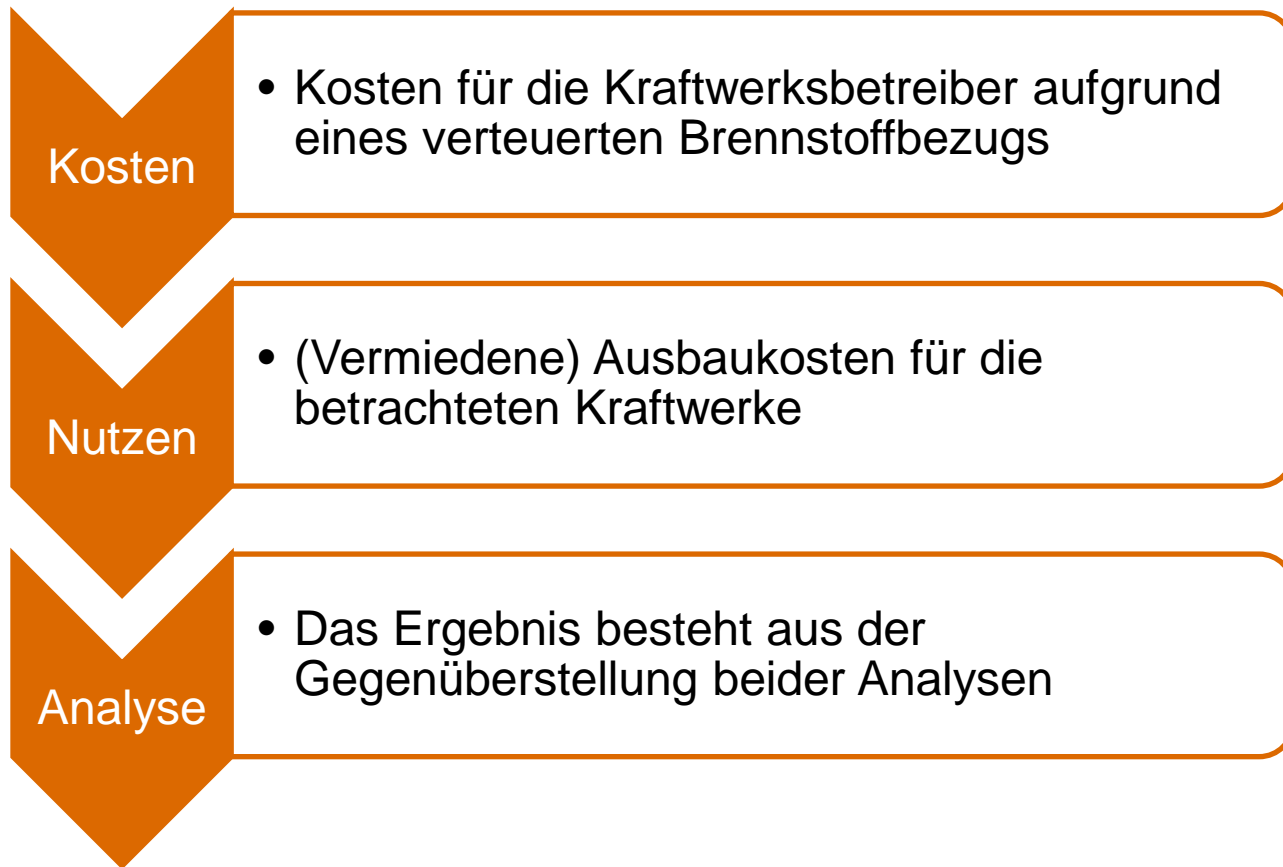 Kosten
• Kosten für die Kraftwerksbetreiber aufgrund
eines verteuerten Brennstoffbezugs
Nutzen
• (Vermiedene) Ausbaukosten für die
betrachteten Kraftwerke
Analyse
• Das Ergebnis besteht aus der
Gegenüberstellung beider Analysen